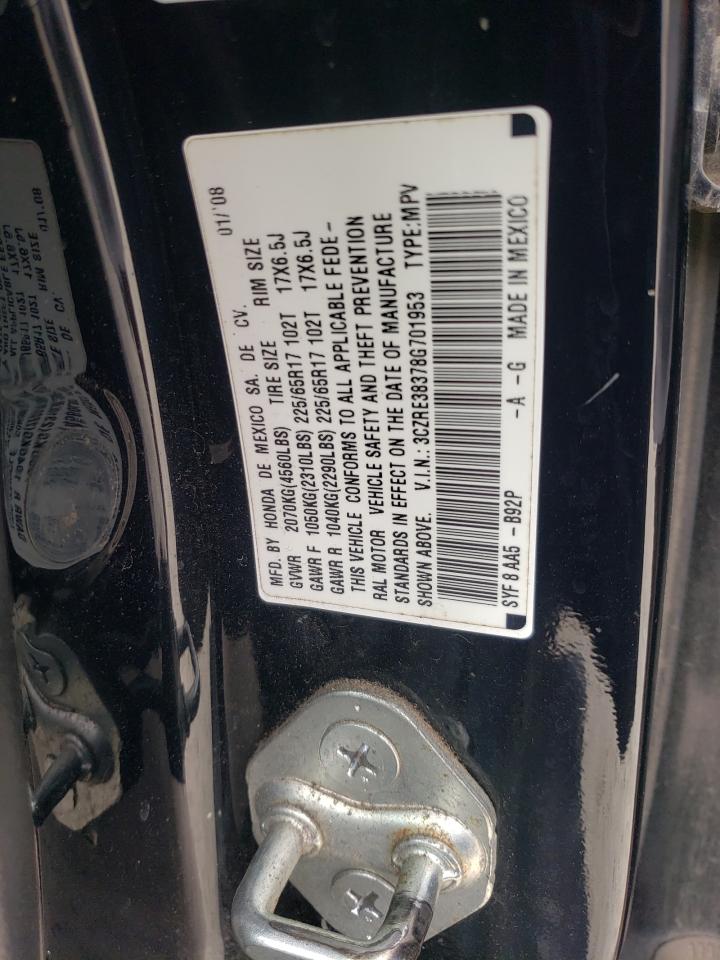 01/'08
MFD. BY HONDA DE MEXICO SA. DE CV.
GVWR 2070KG(4560LBS) TIRE SIZE RIM SIZE
GAWR F 1050KG(2310LBS) 225/65R17 102T 17X6.5J
GAWR R 1040KG(2290LBS) 225/65R17 102T 17X6.5J
THIS VEHICLE CONFORMS TO ALL APPLICABLE FEDE-
RAL MOTOR VEHICLE SAFETY AND THEFT PREVENTION
STANDARDS IN EFFECT ON THE DATE OF MANUFACTURE
SHOWN ABOVE. V.I.N.: 3CZRE38378G701953 TYPE:MPV
SYF 8 AA5 - B92P -A -G MADE IN MEXICO